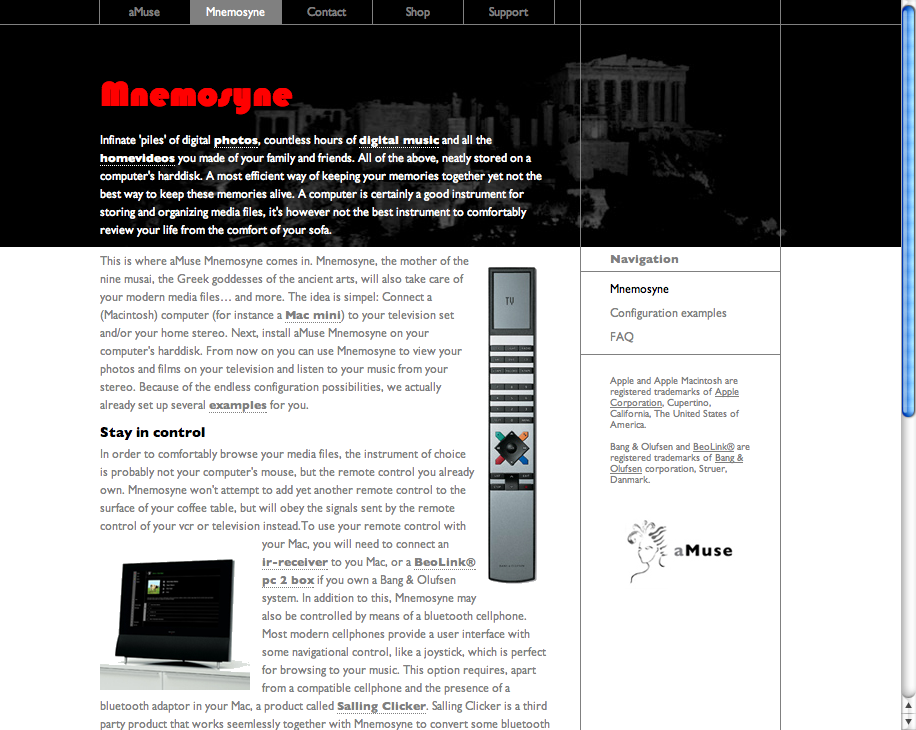 aMuse Mnemosyne Contact Shop Support
Mnemosyne
Infinate 'piles' of digital photos, countless hours of digital music and all the
homevideos you made of your family and friends. All of the above, neatly stored on a
computer's harddisk. A most efficient way of keeping your memories together yet not the
best way to keep these memories alive. A computer is certainly a good instrument for
storing and organizing media files, it's however not the best instrument to comfortably
review your life from the comfort of your sofa.
This is where aMuse Mnemosyne comes in. Mnemosyne, the mother of the
nine musai, the Greek goddesses of the ancient arts, will also take care of
your modern media files… and more. The idea is simpel: Connect a
(Macintosh) computer (for instance a Mac mini) to your television set
and/or your home stereo. Next, install aMuse Mnemosyne on your
computer's harddisk. From now on you can use Mnemosyne to view your
photos and films on your television and listen to your music from your
stereo. Because of the endless configuration possibilities, we actually
already set up several examples for you.
Stay in control
In order to comfortably browse your media files, the instrument of choice
is probably not your computer's mouse, but the remote control you already
own. Mnemosyne won't attempt to add yet another remote control to the
surface of your coffee table, but will obey the signals sent by the remote
control of your vcr or television instead.To use your remote control with
your Mac, you will need to connect an
ir-receiver to you Mac, or a BeoLink®
pc 2 box if you own a Bang & Olufsen
system. In addition to this, Mnemosyne may
also be controlled by means of a bluetooth cellphone.
Most modern cellphones provide a user interface with
some navigational control, like a joystick, which is perfect
for browsing to your music. This option requires, apart
from a compatible cellphone and the presence of a
bluetooth adaptor in your Mac, a product called Salling Clicker. Salling Clicker is a third
party product that works seemlessly together with Mnemosyne to convert some bluetooth
TV
Navigation
Mnemosyne
Configuration examples
FAQ
Apple and Apple Macintosh are
registered trademarks of Apple
Corporation, Cupertino,
California, The United States of
America.
Bang & Olufsen and BeoLink® are
registered trademarks of Bang &
Olufsen corporation, Struer,
Danmark.
aMuse